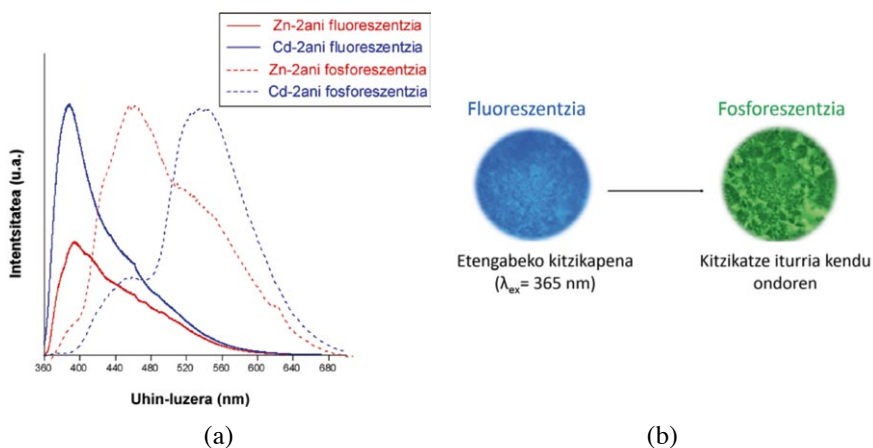 Zn-2ani fluoreszentzia
Cd-2ani fluoreszentzia
Zn-2ani fosforeszentzia
Cd-2ani fosforeszentzia
Intentsitatea (u.a.)
360 400 440 480 520 560 600 640 680
Uhin-luzera (nm)
(a)
Fluoreszentzia
Fosforeszentzia
Etengabeko kitzikapena
(λex= 365 nm)
Kitzikatze iturria kendu
ondoren
(b)